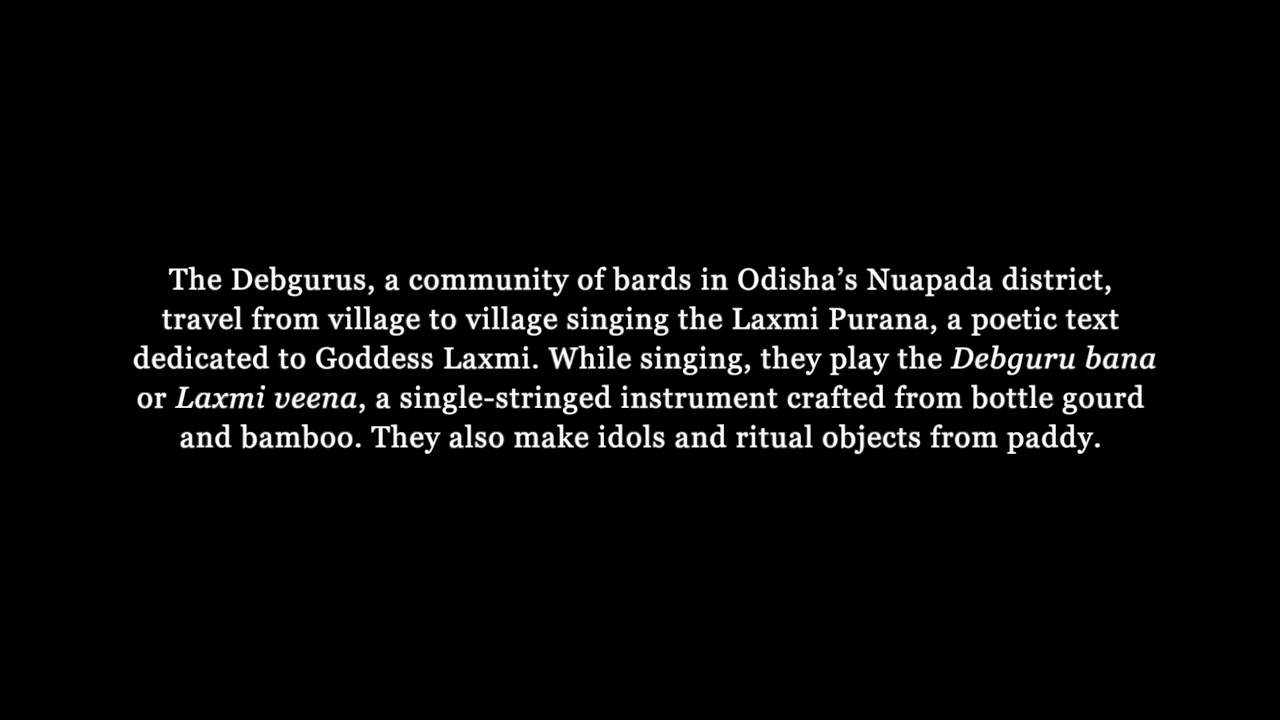 The Debgurus, a community of bards in Odisha’s Nuapada district,
travel from village to village singing the Laxmi Purana, a poetic text
dedicated to Goddess Laxmi. While singing, they play the Debguru bana
or Laxmi veena, a single-stringed instrument crafted from bottle gourd
and bamboo. They also make idols and ritual objects from paddy.